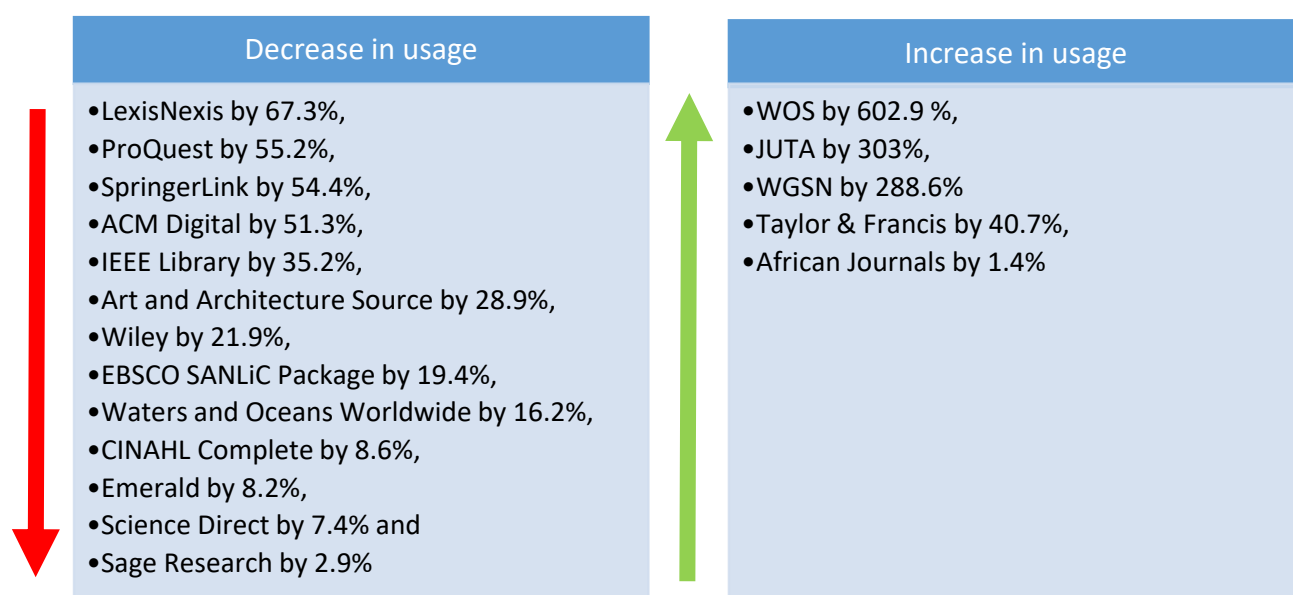 Decrease in usage
•LexisNexis by 67.3%,
•ProQuest by 55.2%,
•SpringerLink by 54.4%,
•ACM Digital by 51.3%,
•IEEE Library by 35.2%,
•Art and Architecture Source by 28.9%,
•Wiley by 21.9%,
•EBSCO SANLiC Package by 19.4%,
•Waters and Oceans Worldwide by 16.2%,
•CINAHL Complete by 8.6%,
•Emerald by 8.2%,
•Science Direct by 7.4% and
•Sage Research by 2.9%
Increase in usage
•WOS by 602.9 %,
•JUTA by 303%,
•WGSN by 288.6%
•Taylor & Francis by 40.7%,
•African Journals by 1.4%